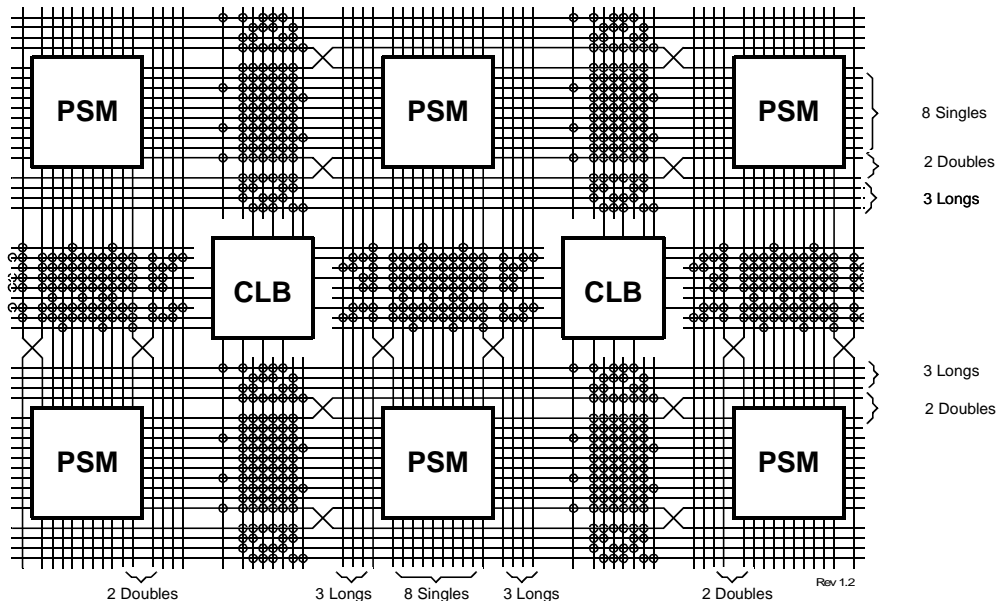 PSM PSM PSM
8 Singles
2 Doubles
3 Longs
CLB CLB
3 Longs
2 Doubles
PSM PSM PSM
Rev 1.2
2 Doubles 3 Longs 8 Singles 3 Longs 2 Doubles